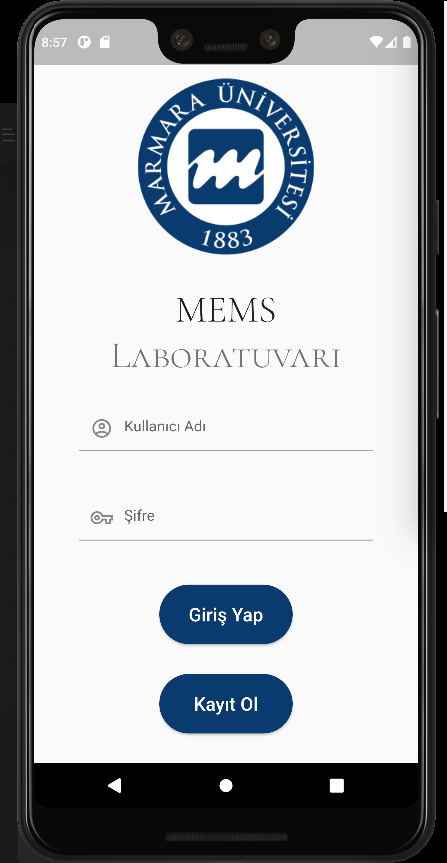 8:57
MARMARA ÜNİVERSİTESİ
1883
MEMS
LABORATUVARI
Kullanıcı Adı
Şifre
Giriş Yap
Kayıt Ol